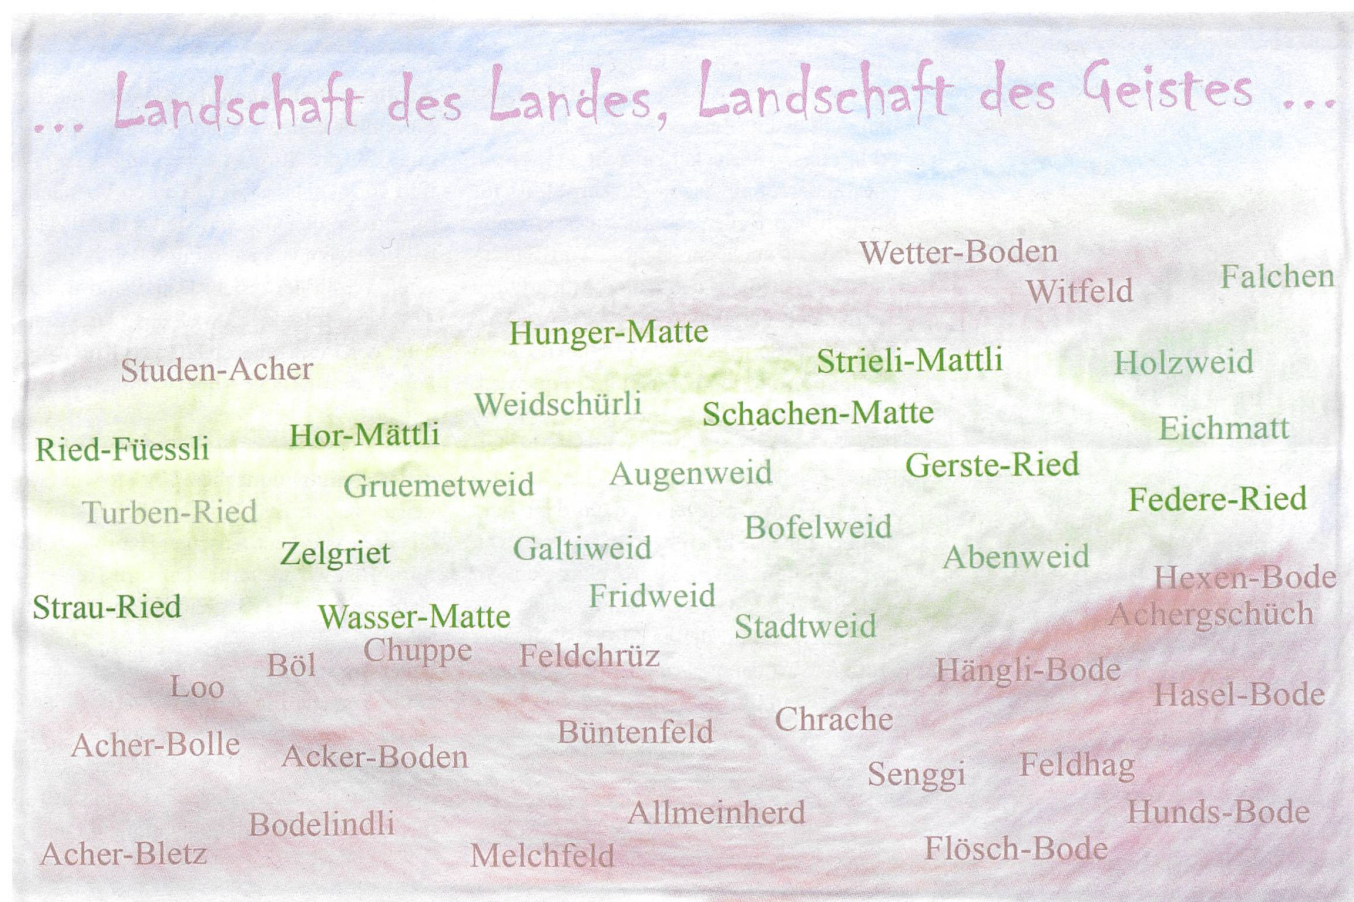 ... Landschaft des Landes, Landschaft des Geistes ...
Wetter-Boden
Falchen
Witfeld
Hunger-Matte
Strieli-Mattli
Holzweid
Studen-Acher
Weidschürli
Schachen-Matte
Eichmatt
Ried-Füessli
Hor-Mättli
Gerste-Ried
Augenweid
Gruemetweid
Federe-Ried
Turben-Ried
Bofelweid
Zelgriet
Galtiweid
Abenweid
Hexen-Bode
Fridweid
Strau-Ried
Wasser-Matte
Achergschüch
Stadtweid
Chuppe
Feldchrüz
Böl
Hängli-Bode
Loo
Hasel-Bode
Chrache
Büntenfeld
Acher-Bolle
Acker-Boden
Senggi
Feldhag
Allmeinherd
Hunds-Bode
Bodelindli
Flösch-Bode
Acher-Bletz
Melchfeld